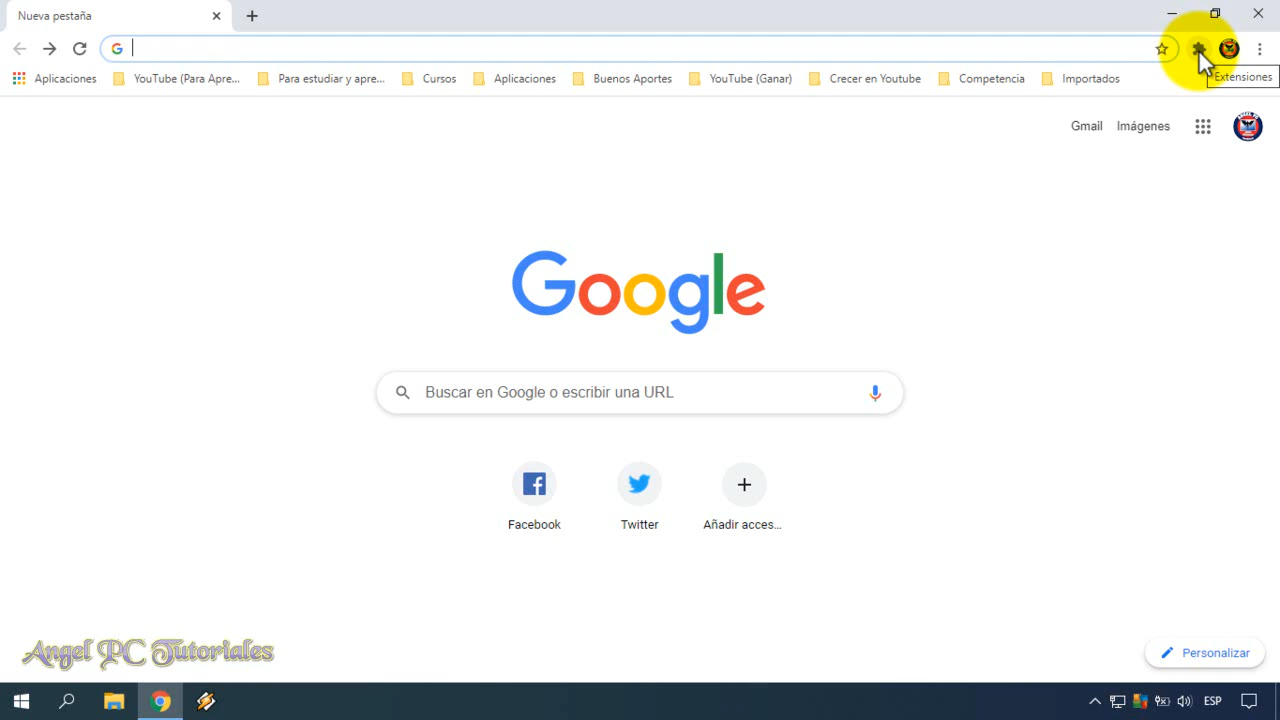 Nueva pestaña
Extensiones
Aplicaciones
YouTube (Para Apre...
Para estudiar y apre...
Cursos
Aplicaciones
Buenos Aportes
YouTube (Ganar)
Crecer en Youtube
Competencia
Importados
Gmail
Imágenes
Google
Buscar en Google o escribir una URL
Facebook
Twitter
Añadir acces...
Angel PC Tutoriales
Personalizar
ESP